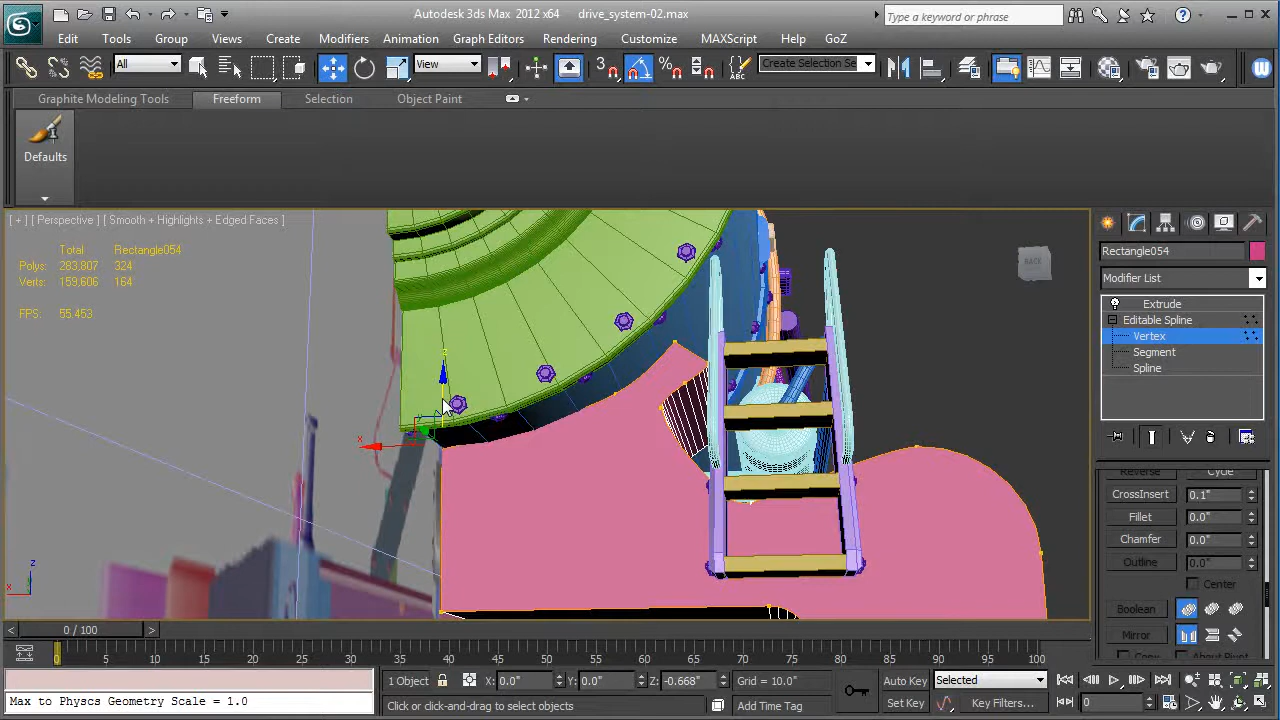 Autodesk 3ds Max 2012 x64 drive_system-02.max
Type a keyword or phrase
Edit Tools Group Views Create Modifiers Animation Graph Editors Rendering Customize MAXScript Help GoZ
All View 3 Create Selection Se
Graphite Modeling Tools Freeform Selection Object Paint
Defaults
[ + ] [ Perspective ] [ Smooth + Highlights + Edged Faces ]
Total Rectangle054
Polys: 283,807 324
Verts: 159,606 164
FPS: 55.453
BACK
z
x
z
x
Rectangle054
Modifier List
Extrude
Editable Spline
Vertex
Segment
Spline
Reverse Cycle
CrossInsert 0.1"
Fillet 0.0"
Chamfer 0.0"
Outline 0.0"
Center
Boolean
Mirror
Copy About Pivot
< 0 / 100 >
0 5 10 15 20 25 30 35 40 45 50 55 60 65 70 75 80 85 90 95 100
Max to Physcs Geometry Scale = 1.0
1 Object X: 0.0" Y: 0.0" Z: -0.668" Grid = 10.0"
Click or click-and-drag to select objects Add Time Tag
Auto Key Selected
Set Key Key Filters... 0